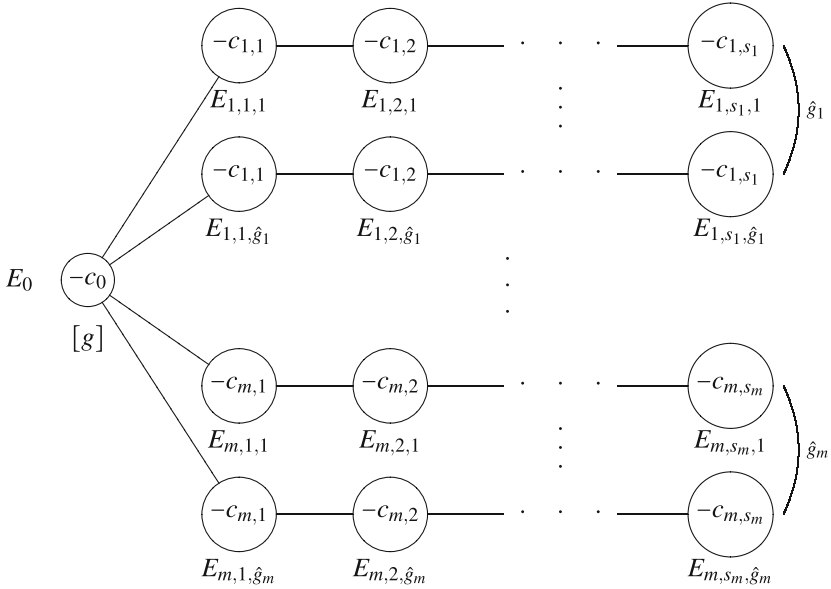 −c₁,₁ −c₁,₂ · · · −c₁,s₁
E₁,₁,₁ E₁,₂,₁ E₁,s₁,₁
ĝ₁
−c₁,₁ −c₁,₂ · · · −c₁,s₁
E₁,₁,ĝ₁ E₁,₂,ĝ₁ E₁,s₁,ĝ₁
E₀ −c₀
[g]
−cₘ,₁ −cₘ,₂ · · · −cₘ,sₘ
Eₘ,₁,₁ Eₘ,₂,₁ Eₘ,sₘ,₁
ĝₘ
−cₘ,₁ −cₘ,₂ · · · −cₘ,sₘ
Eₘ,₁,ĝₘ Eₘ,₂,ĝₘ Eₘ,sₘ,ĝₘ